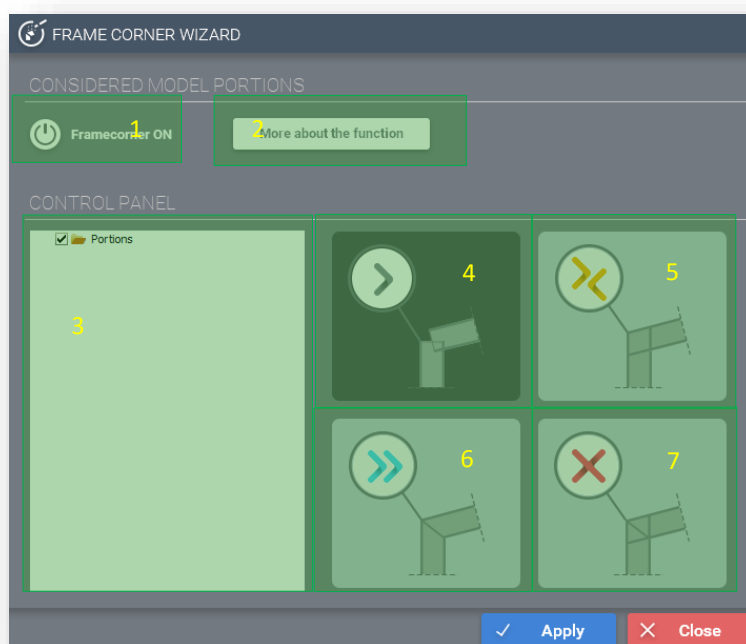 FRAME CORNER WIZARD
CONSIDERED MODEL PORTIONS
Framecorner ON
1
More about the function
2
CONTROL PANEL
Portions
3
4
5
6
7
Apply
Close